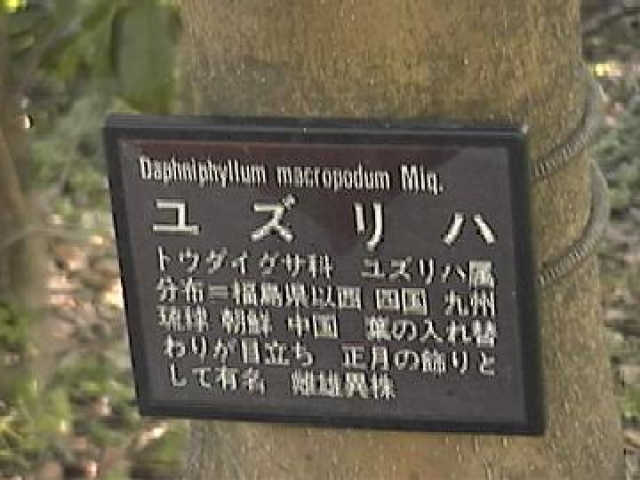 Daphniphyllum macropodum Miq.
ユズリハ
トウダイグサ科 ユズリハ属
分布=福島県以西 四国 九州
琉球 朝鮮 中国 葉の入れ替
わりが目立ち 正月の飾りと
して有名 雌雄異株